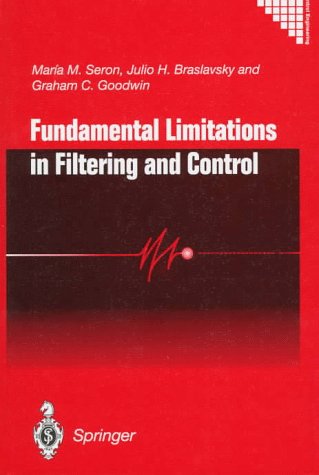 María M. Seron, Julio H. Braslavsky and
Graham C. Goodwin
Fundamental Limitations
in Filtering and Control
Springer